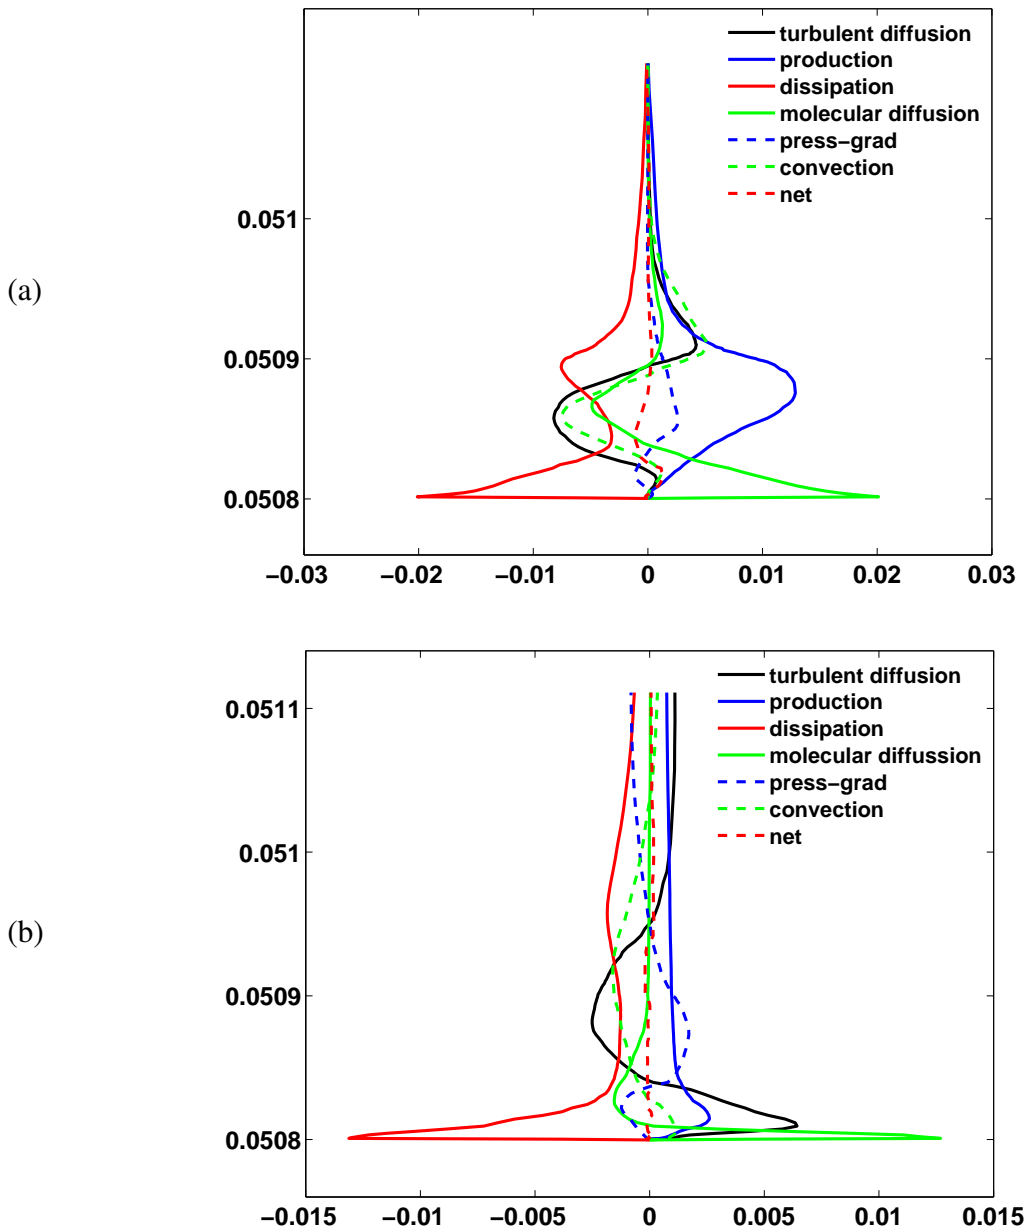 turbulent diffusion
production
dissipation
molecular diffusion
press−grad
convection
net
0.051
0.0509
0.0508
(a)
−0.03 −0.02 −0.01 0 0.01 0.02 0.03
turbulent diffusion
production
dissipation
molecular diffussion
press−grad
convection
net
0.0511
0.051
0.0509
0.0508
(b)
−0.015 −0.01 −0.005 0 0.005 0.01 0.015